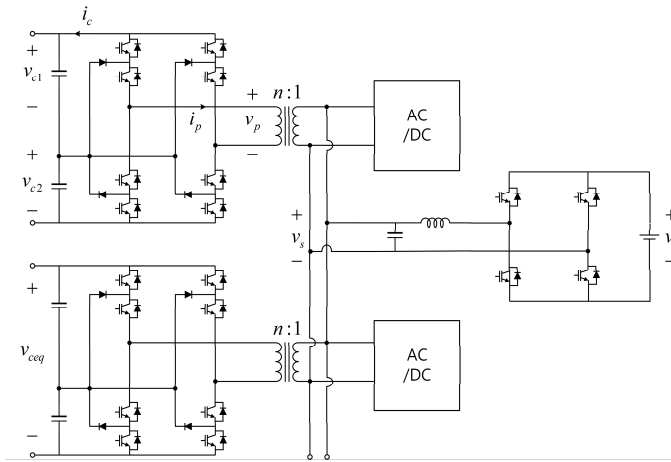 i_c
+
v_c1
−
+
v_c2
−
i_p
+
v_p
−
n:1
AC
/DC
+
v_s
−
+
v
−
+
v_ceq
−
n:1
AC
/DC